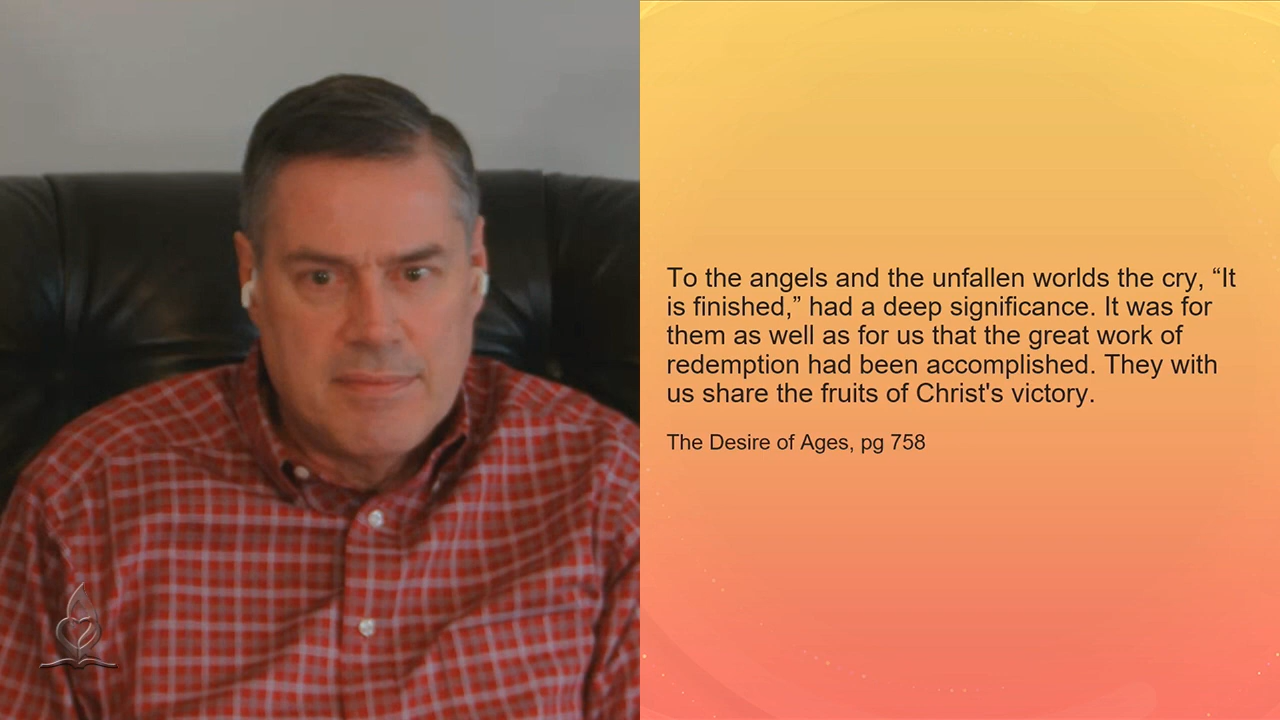 To the angels and the unfallen worlds the cry, “It
is finished,” had a deep significance. It was for
them as well as for us that the great work of
redemption had been accomplished. They with
us share the fruits of Christ's victory.
The Desire of Ages, pg 758